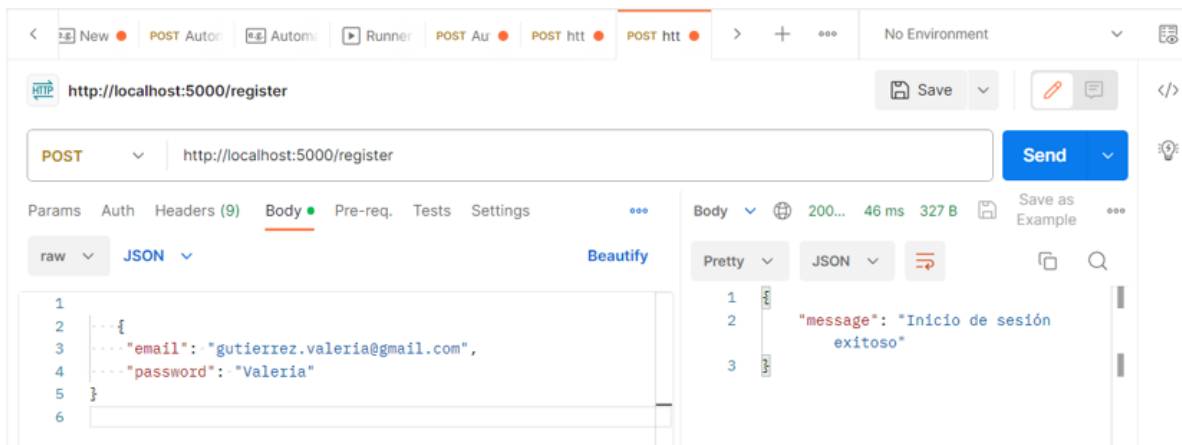 New POST Auton Automa Runner POST Au POST htt POST htt No Environment
http://localhost:5000/register Save
POST http://localhost:5000/register Send
Params Auth Headers (9) Body Pre-req. Tests Settings
Body 200... 46 ms 327 B Save as
Example
raw JSON Beautify
Pretty JSON
1
2 {
3 "email": "gutierrez.valeria@gmail.com",
4 "password": "Valeria"
5 }
6
1 {
2 "message": "Inicio de sesión
exitoso"
3 }